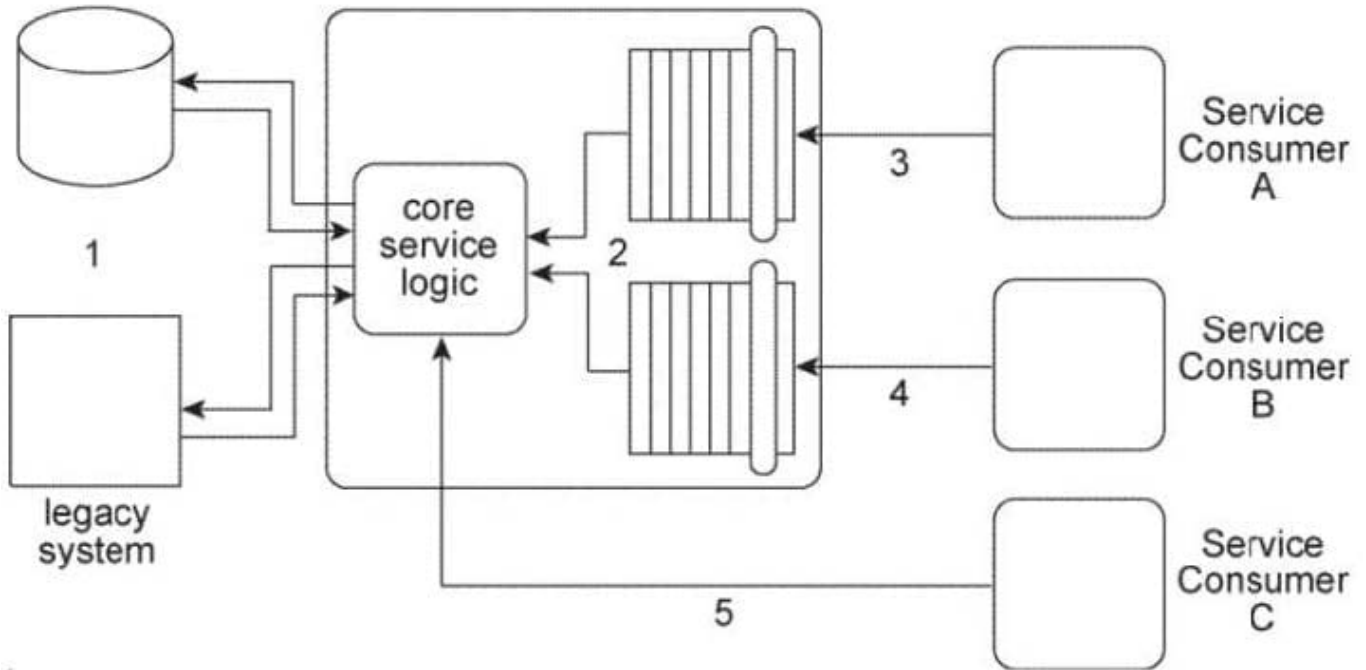 Service
Consumer
A
3
core
service
logic
2
1
Service
Consumer
B
4
legacy
system
Service
Consumer
C
5